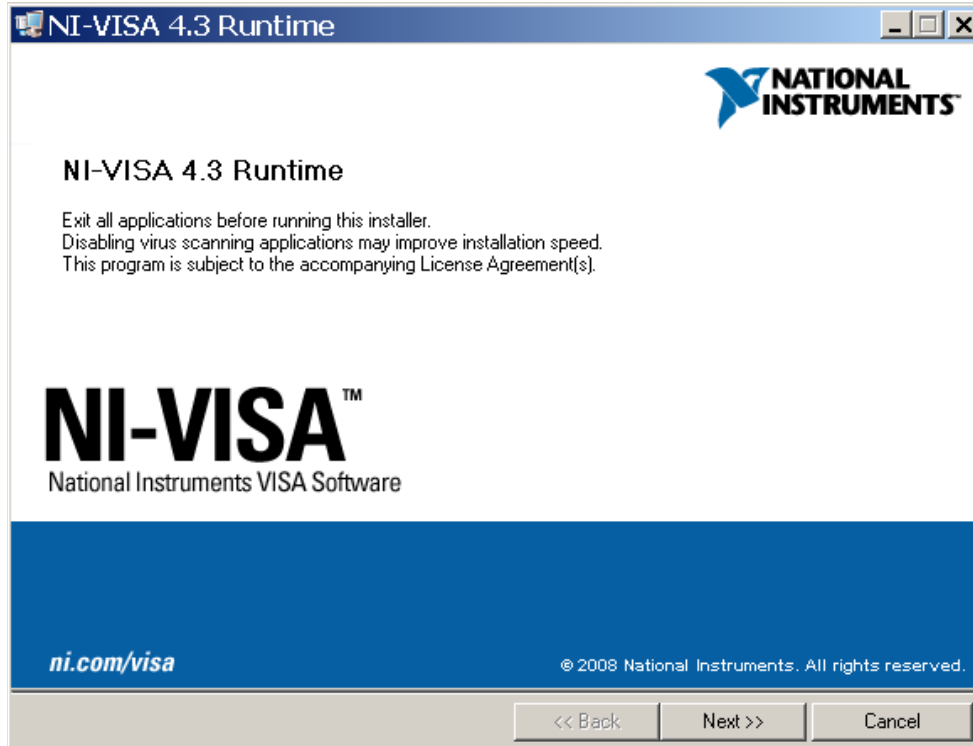 NI-VISA 4.3 Runtime
NATIONAL
INSTRUMENTS™
NI-VISA 4.3 Runtime
Exit all applications before running this installer.
Disabling virus scanning applications may improve installation speed.
This program is subject to the accompanying License Agreement(s).
NI-VISA™
National Instruments VISA Software
ni.com/visa
© 2008 National Instruments. All rights reserved.
<< Back
Next >>
Cancel